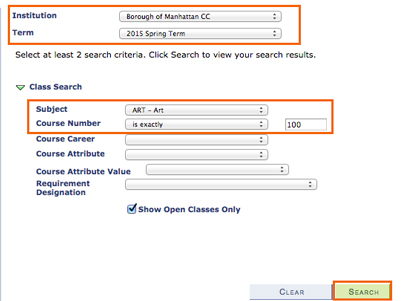 Institution Borough of Manhattan CC
Term 2015 Spring Term
Select at least 2 search criteria. Click Search to view your search results.
Class Search
Subject ART - Art
Course Number is exactly 100
Course Career
Course Attribute
Course Attribute Value
Requirement
Designation
Show Open Classes Only
CLEAR SEARCH